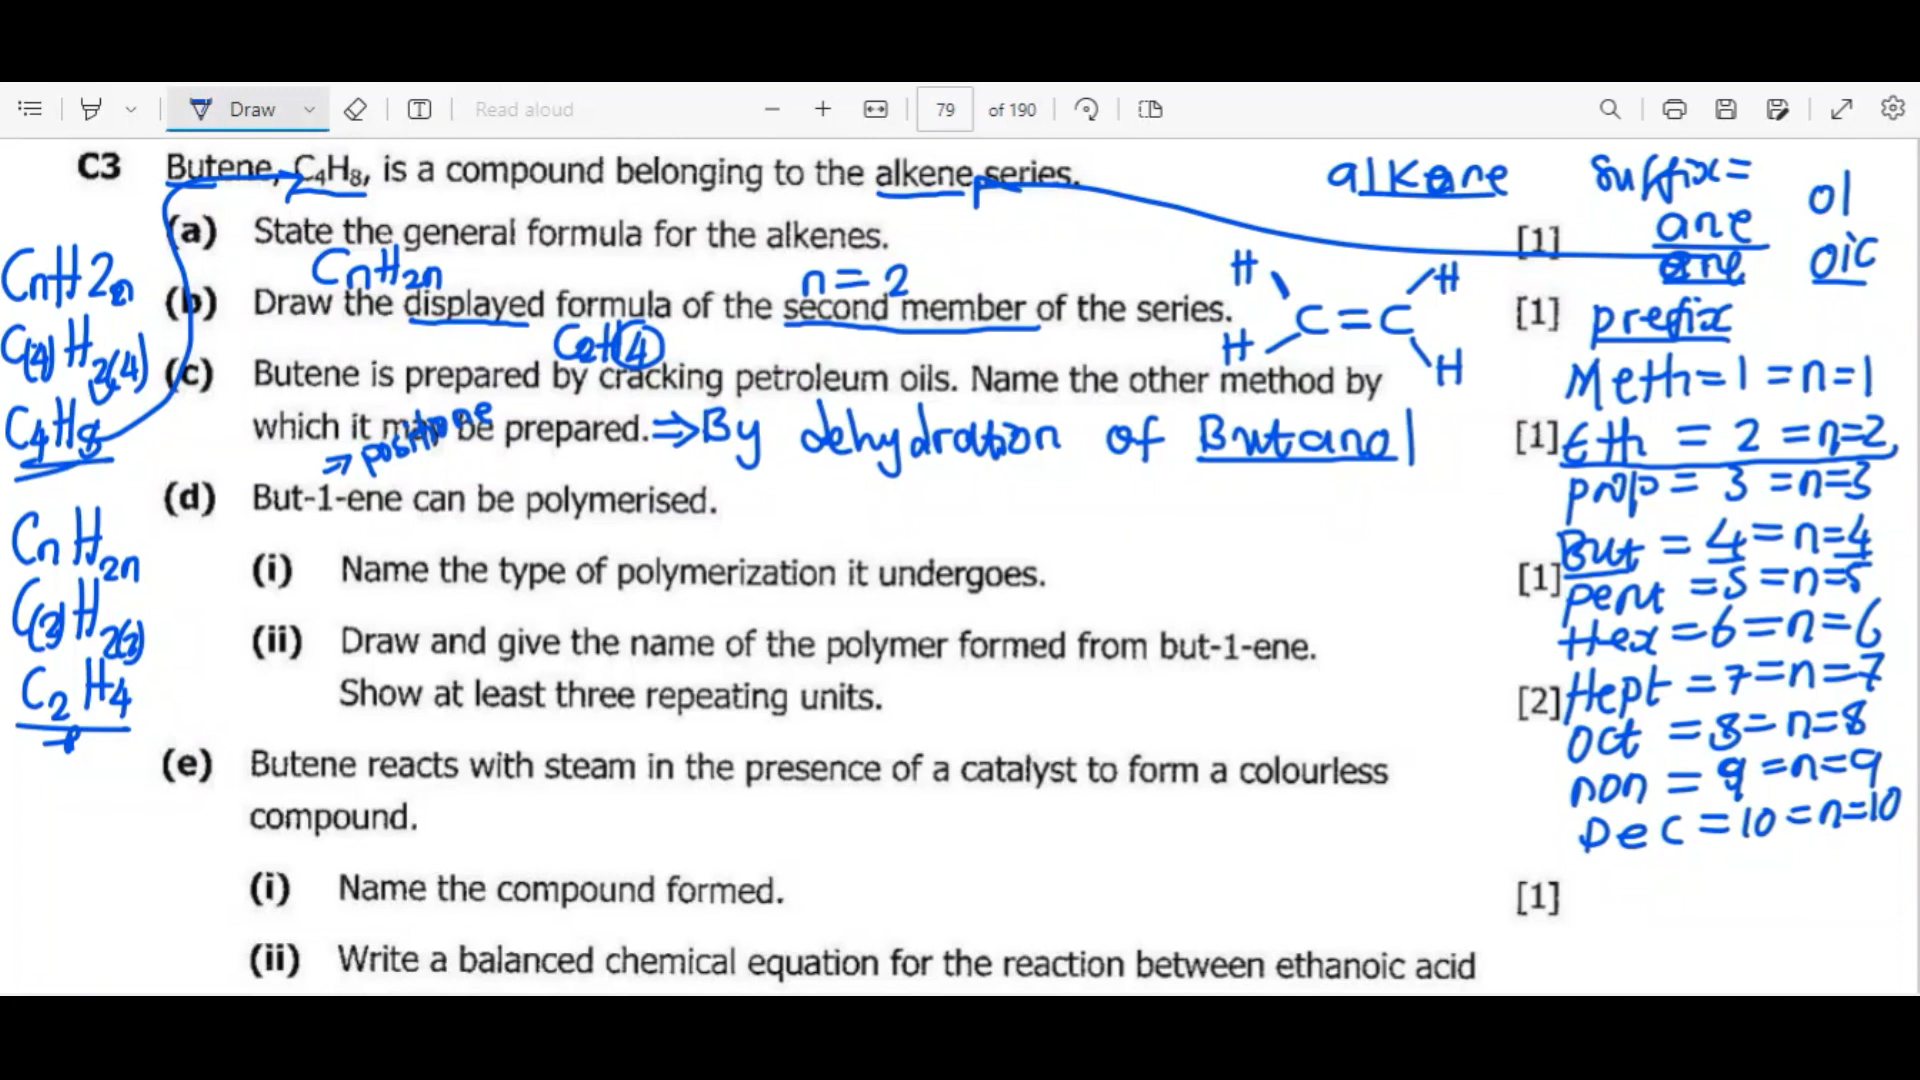 Draw
Read aloud
79 of 190
C3 Butene, C₄H₈, is a compound belonging to the alkene series.
(a) State the general formula for the alkenes. [1]
CnH2n
n = 2
(b) Draw the displayed formula of the second member of the series. [1]
C2H4
(c) Butene is prepared by cracking petroleum oils. Name the other method by
which it may be prepared. ⇒ By dehydration of Butanol [1]
→ positione
(d) But-1-ene can be polymerised.
(i) Name the type of polymerization it undergoes. [1]
(ii) Draw and give the name of the polymer formed from but-1-ene.
Show at least three repeating units. [2]
(e) Butene reacts with steam in the presence of a catalyst to form a colourless
compound.
(i) Name the compound formed. [1]
(ii) Write a balanced chemical equation for the reaction between ethanoic acid
CnH2n
C(4)H2(4)
C4H8
CnH2n
C(2)H2(2)
C2H4
H H
C=C
H H
alkene
suffix =
ane
ene
ol
oic
prefix
Meth = 1 = n=1
Eth = 2 = n=2
prop = 3 = n=3
But = 4 = n=4
pent = 5 = n=5
Hex = 6 = n=6
Hept = 7 = n=7
oct = 8 = n=8
non = 9 = n=9
Dec = 10 = n=10